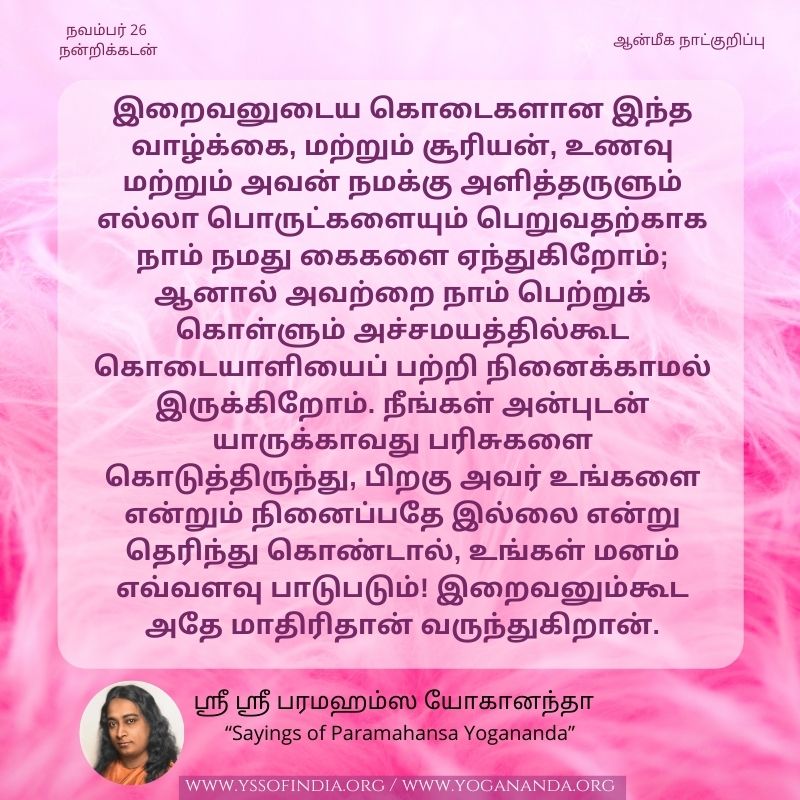 நவம்பர் 26
நன்றிக்கடன்
ஆன்மீக நாட்குறிப்பு
இறைவனுடைய கொடைகளான இந்த
வாழ்க்கை, மற்றும் சூரியன், உணவு
மற்றும் அவன் நமக்கு அளித்தருளும்
எல்லா பொருட்களையும் பெறுவதற்காக
நாம் நமது கைகளை ஏந்துகிறோம்;
ஆனால் அவற்றை நாம் பெற்றுக்
கொள்ளும் அச்சமயத்தில்கூட
கொடையாளியைப் பற்றி நினைக்காமல்
இருக்கிறோம். நீங்கள் அன்புடன்
யாருக்காவது பரிசுகளை
கொடுத்திருந்து, பிறகு அவர் உங்களை
என்றும் நினைப்பதே இல்லை என்று
தெரிந்து கொண்டால், உங்கள் மனம்
எவ்வளவு பாடுபடும்! இறைவனும்கூட
அதே மாதிரிதான் வருந்துகிறான்.
ஸ்ரீ ஸ்ரீ பரமஹம்ஸ யோகானந்தா
“Sayings of Paramahansa Yogananda”
WWW.YSSOFINDIA.ORG / WWW.YOGANANDA.ORG